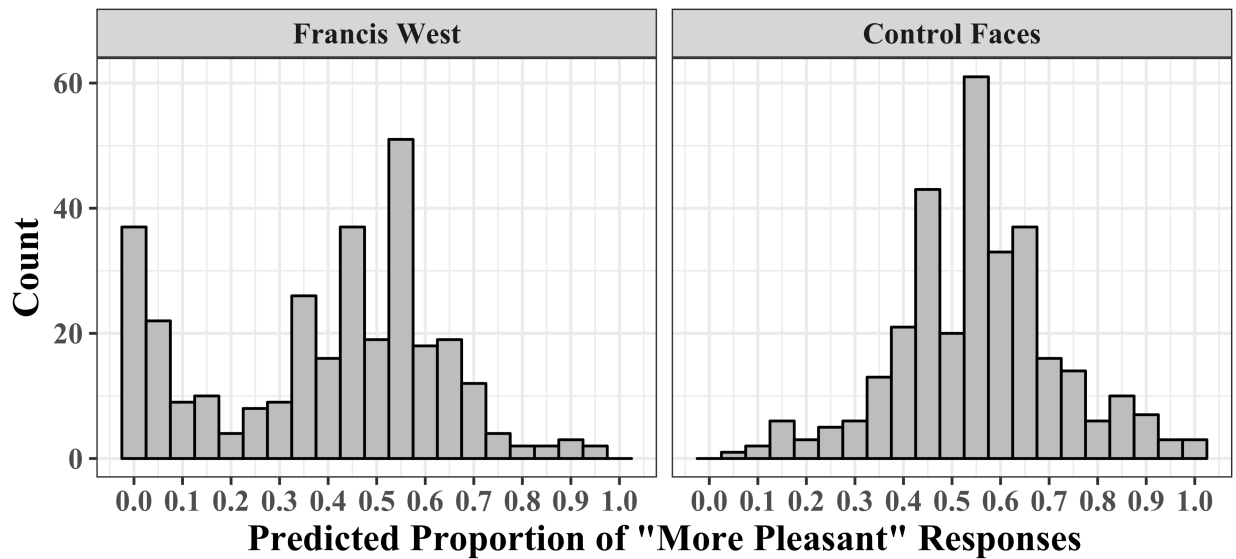 Francis West
Control Faces
60
40
20
0
Count
0.0 0.1 0.2 0.3 0.4 0.5 0.6 0.7 0.8 0.9 1.0
0.0 0.1 0.2 0.3 0.4 0.5 0.6 0.7 0.8 0.9 1.0
Predicted Proportion of "More Pleasant" Responses